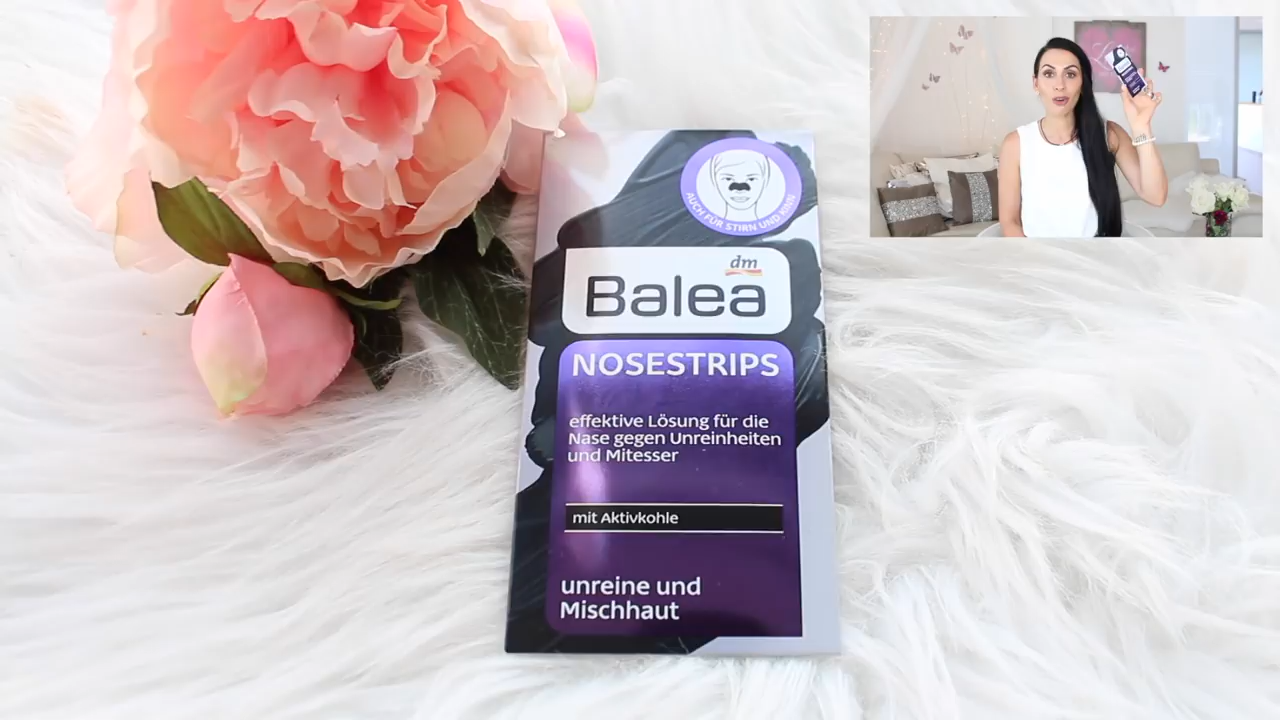 AUCH FÜR STIRN UND KINN
dm
Balea
NOSESTRIPS
effektive Lösung für die
Nase gegen Unreinheiten
und Mitesser
mit Aktivkohle
unreine und
Mischhaut